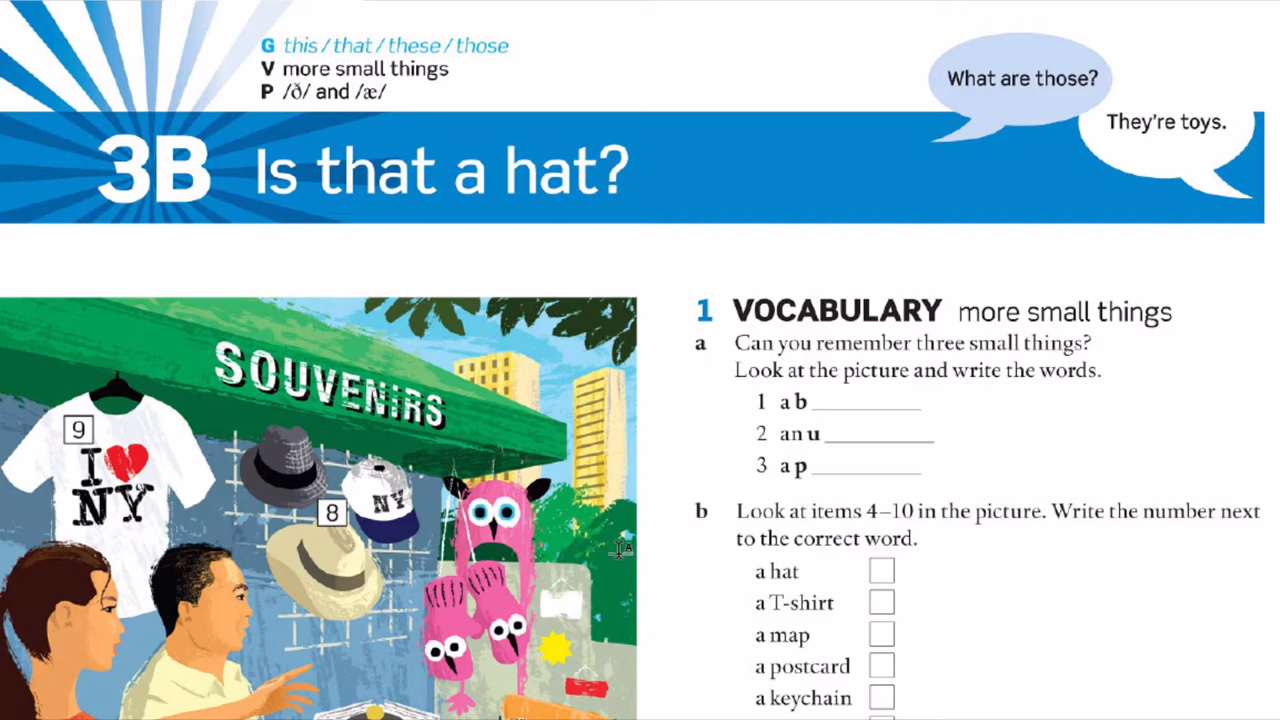 G this / that / these / those
V more small things
P /ð/ and /æ/
What are those?
They're toys.
3B Is that a hat?
SOUVENIRS
9
I
NY
NY
8
1 VOCABULARY more small things
a Can you remember three small things?
Look at the picture and write the words.
1 a b
2 an u
3 a p
b Look at items 4–10 in the picture. Write the number next
to the correct word.
a hat
a T-shirt
a map
a postcard
a keychain